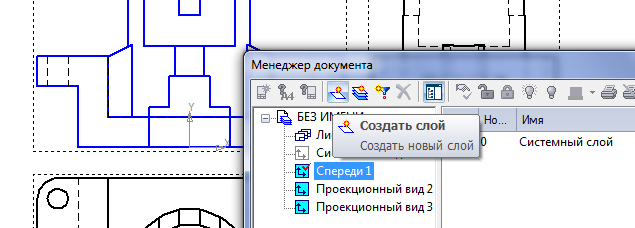 Менеджер документа
БЕЗ ИМЕНИ
Создать слой
Создать новый слой
Но...
Имя
0
Системный слой
Спереди 1
Проекционный вид 2
Проекционный вид 3
Y
X